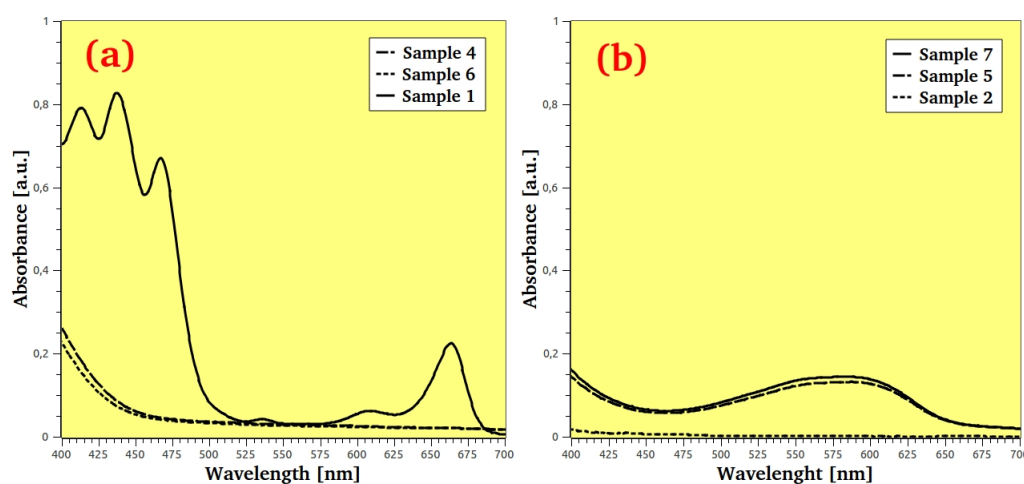 (a)
Sample 4
Sample 6
Sample 1
1
0,8
0,6
0,4
0,2
0
Absorbance [a.u.]
400 425 450 475 500 525 550 575 600 625 650 675 700
Wavelength [nm]
(b)
Sample 7
Sample 5
Sample 2
1
0,8
0,6
0,4
0,2
0
Absorbance [a.u.]
400 425 450 475 500 525 550 575 600 625 650 675 700
Wavelenght [nm]